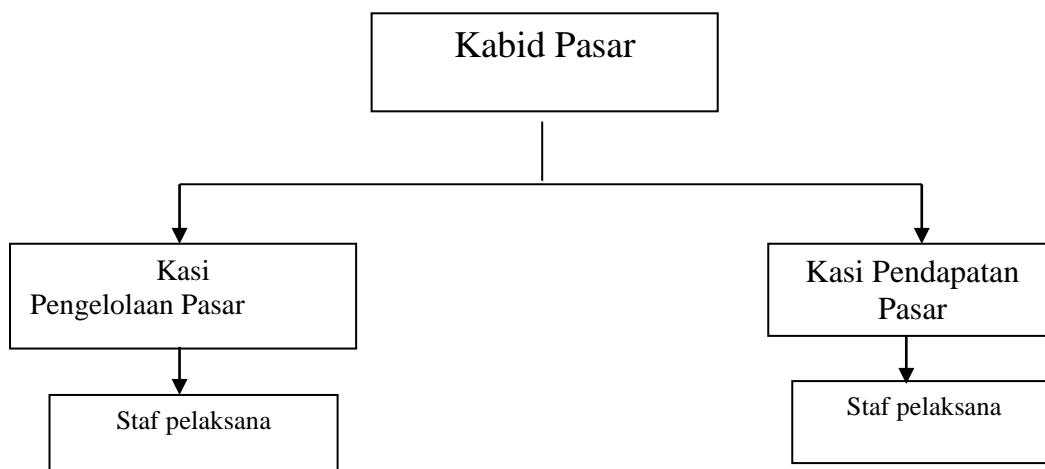 Kabid Pasar
Kasi
Pengelolaan Pasar
Kasi Pendapatan
Pasar
Staf pelaksana
Staf pelaksana